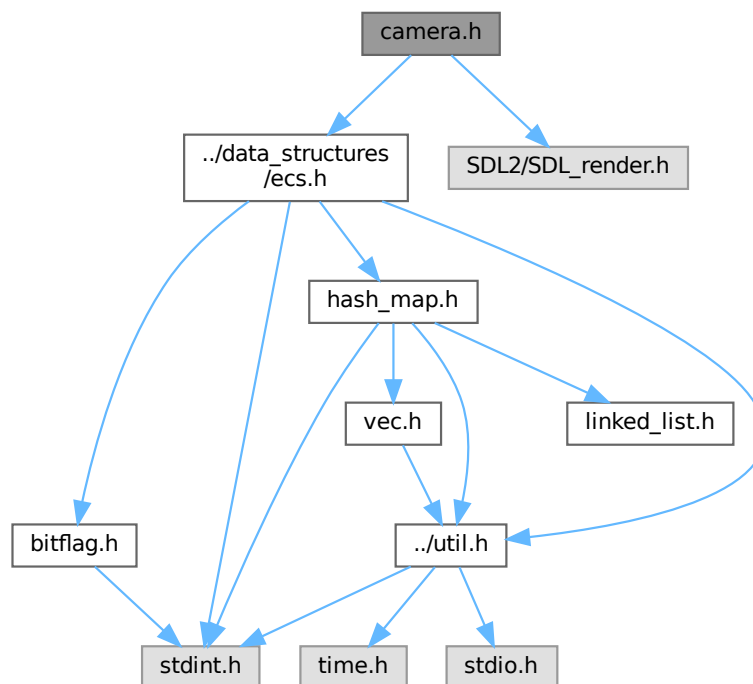 camera.h
../data_structures
/ecs.h
SDL2/SDL_render.h
hash_map.h
vec.h
linked_list.h
bitflag.h
../util.h
stdint.h
time.h
stdio.h